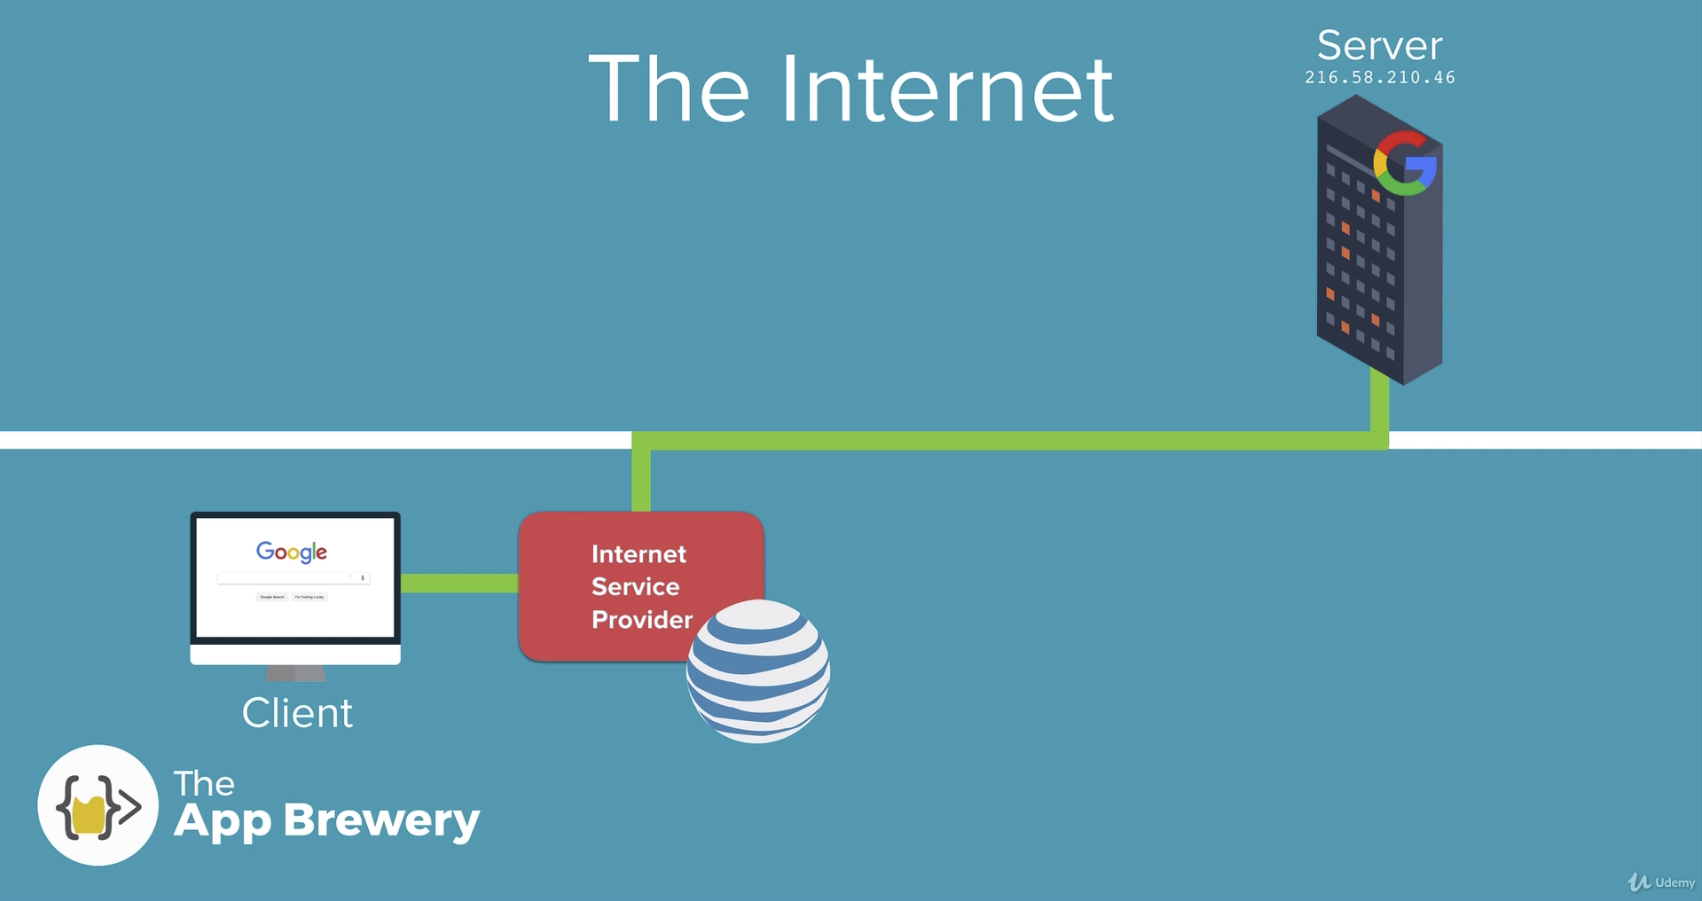 The Internet
Server
216.58.210.46
Google
Google Search
I'm Feeling Lucky
Internet
Service
Provider
Client
The
App Brewery
Udemy